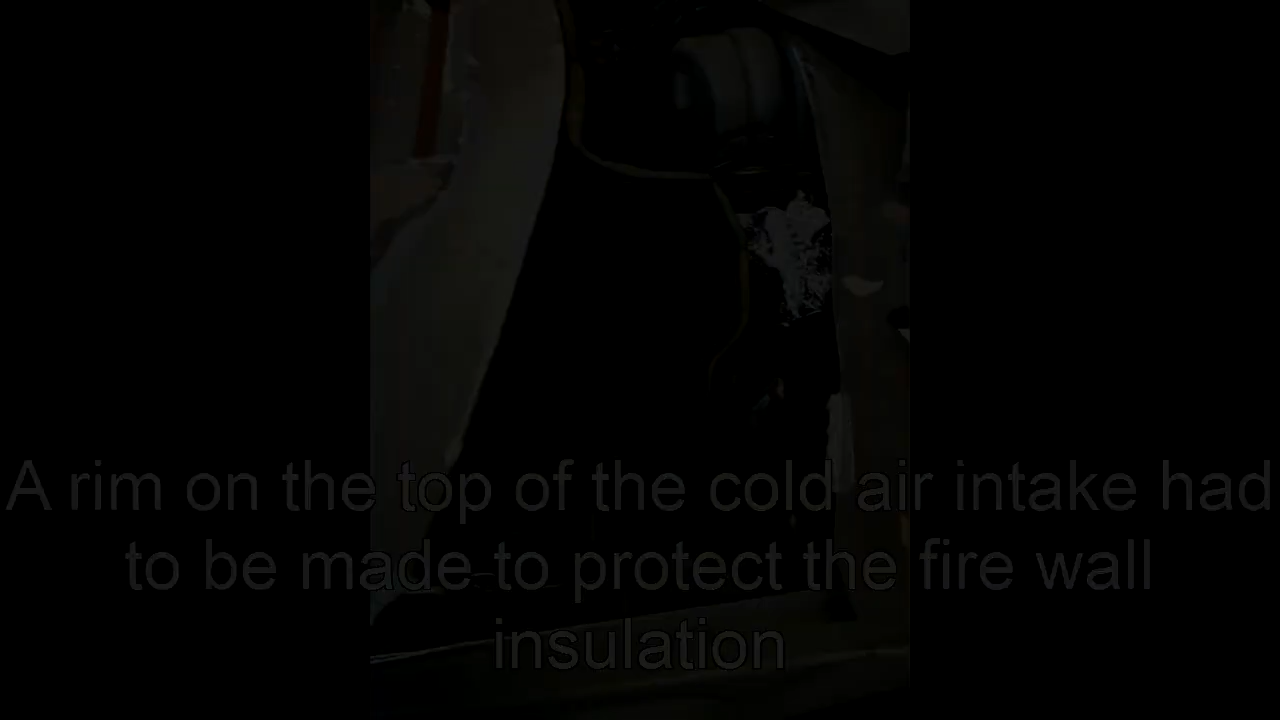 A rim on the top of the cold air intake had
to be made to protect the fire wall
insulation